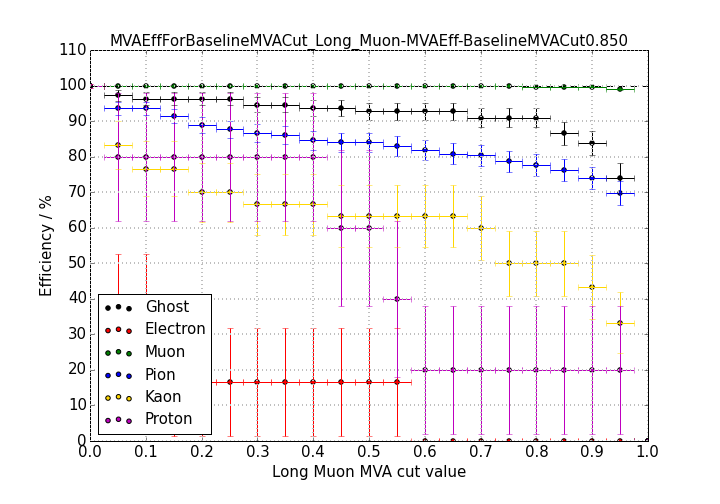 MVAEffForBaselineMVACut_Long_Muon-MVAEff-BaselineMVACut0.850
110
100
90
80
70
60
50
40
30
20
10
0
Efficiency / %
Ghost
Electron
Muon
Pion
Kaon
Proton
0.0 0.1 0.2 0.3 0.4 0.5 0.6 0.7 0.8 0.9 1.0
Long Muon MVA cut value